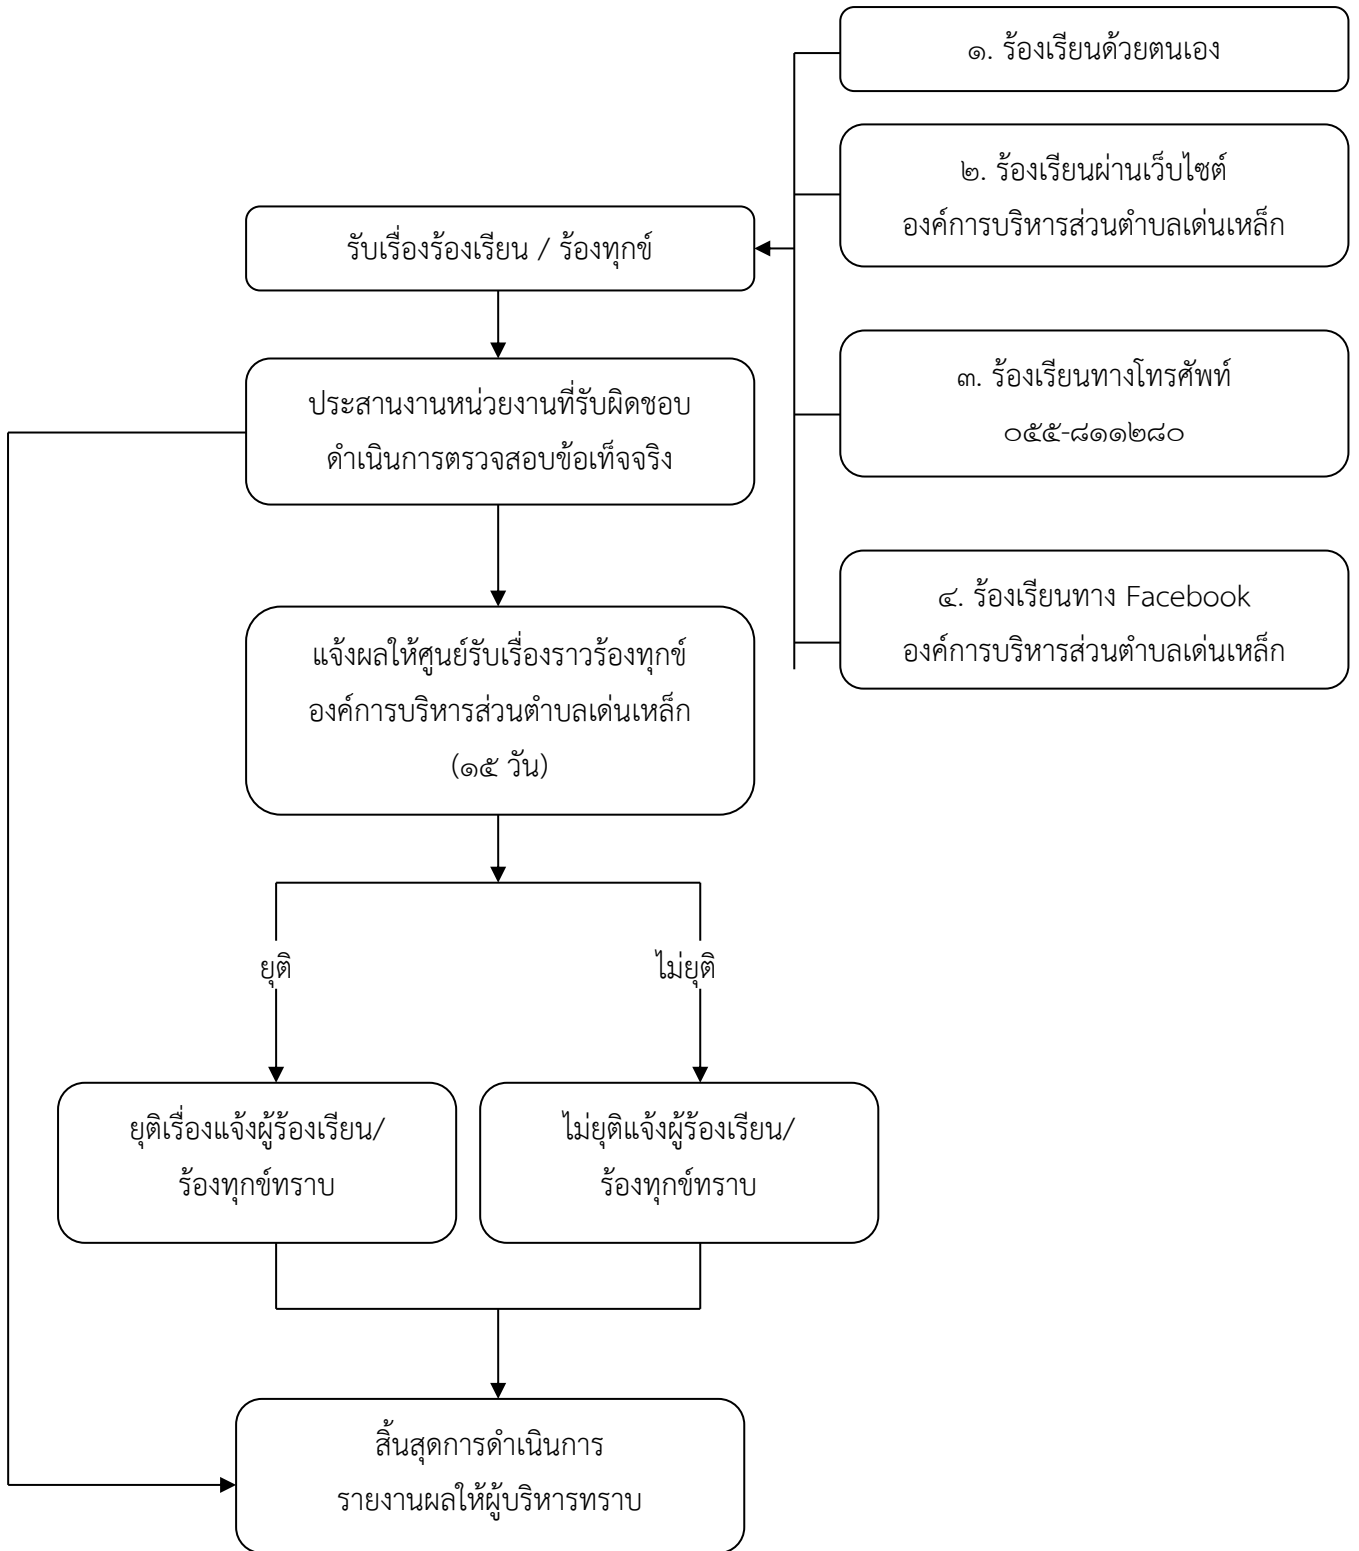 ๑. ร้องเรียนด้วยตนเอง
๒. ร้องเรียนผ่านเว็บไซต์
องค์การบริหารส่วนตำบลเด่นเหล็ก
รับเรื่องร้องเรียน / ร้องทุกข์
๓. ร้องเรียนทางโทรศัพท์
๐๕๕-๘๑๑๒๘๐
ประสานงานหน่วยงานที่รับผิดชอบ
ดำเนินการตรวจสอบข้อเท็จจริง
๔. ร้องเรียนทาง Facebook
องค์การบริหารส่วนตำบลเด่นเหล็ก
แจ้งผลให้ศูนย์รับเรื่องราวร้องทุกข์
องค์การบริหารส่วนตำบลเด่นเหล็ก
(๑๕ วัน)
ยุติ
ไม่ยุติ
ยุติเรื่องแจ้งผู้ร้องเรียน/
ร้องทุกข์ทราบ
ไม่ยุติแจ้งผู้ร้องเรียน/
ร้องทุกข์ทราบ
สิ้นสุดการดำเนินการ
รายงานผลให้ผู้บริหารทราบ